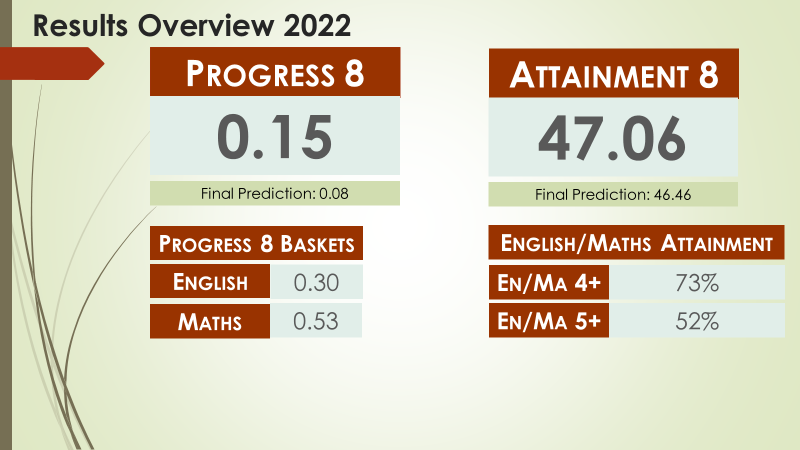 Results Overview 2022
Progress 8
0.15
Final Prediction: 0.08
Attainment 8
47.06
Final Prediction: 46.46
Progress 8 Baskets
English 0.30
Maths 0.53
English/Maths Attainment
En/Ma 4+ 73%
En/Ma 5+ 52%